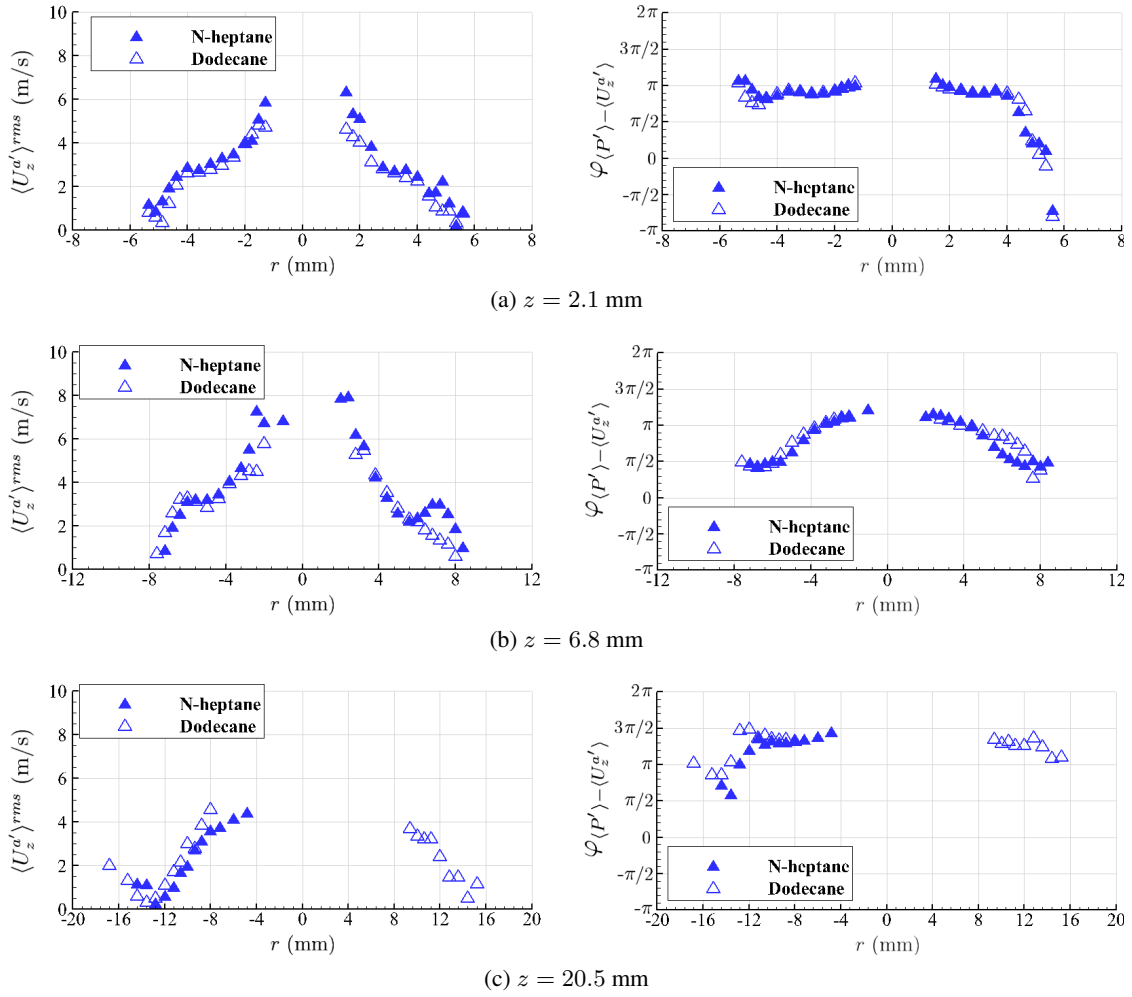 10
8
6
4
2
0
-8 -6 -4 -2 0 2 4 6 8
⟨U_z^{a′}⟩^{rms} (m/s)
r (mm)
N-heptane
Dodecane
2π
3π/2
π
π/2
0
-π/2
-π
-8 -6 -4 -2 0 2 4 6 8
φ⟨P′⟩−⟨U_z^{a′}⟩
r (mm)
N-heptane
Dodecane
(a) z = 2.1 mm
10
8
6
4
2
0
-12 -8 -4 0 4 8 12
⟨U_z^{a′}⟩^{rms} (m/s)
r (mm)
N-heptane
Dodecane
2π
3π/2
π
π/2
0
-π/2
-π
-12 -8 -4 0 4 8 12
φ⟨P′⟩−⟨U_z^{a′}⟩
r (mm)
N-heptane
Dodecane
(b) z = 6.8 mm
10
8
6
4
2
0
-20 -16 -12 -8 -4 0 4 8 12 16 20
⟨U_z^{a′}⟩^{rms} (m/s)
r (mm)
N-heptane
Dodecane
2π
3π/2
π
π/2
0
-π/2
-π
-20 -16 -12 -8 -4 0 4 8 12 16 20
φ⟨P′⟩−⟨U_z^{a′}⟩
r (mm)
N-heptane
Dodecane
(c) z = 20.5 mm